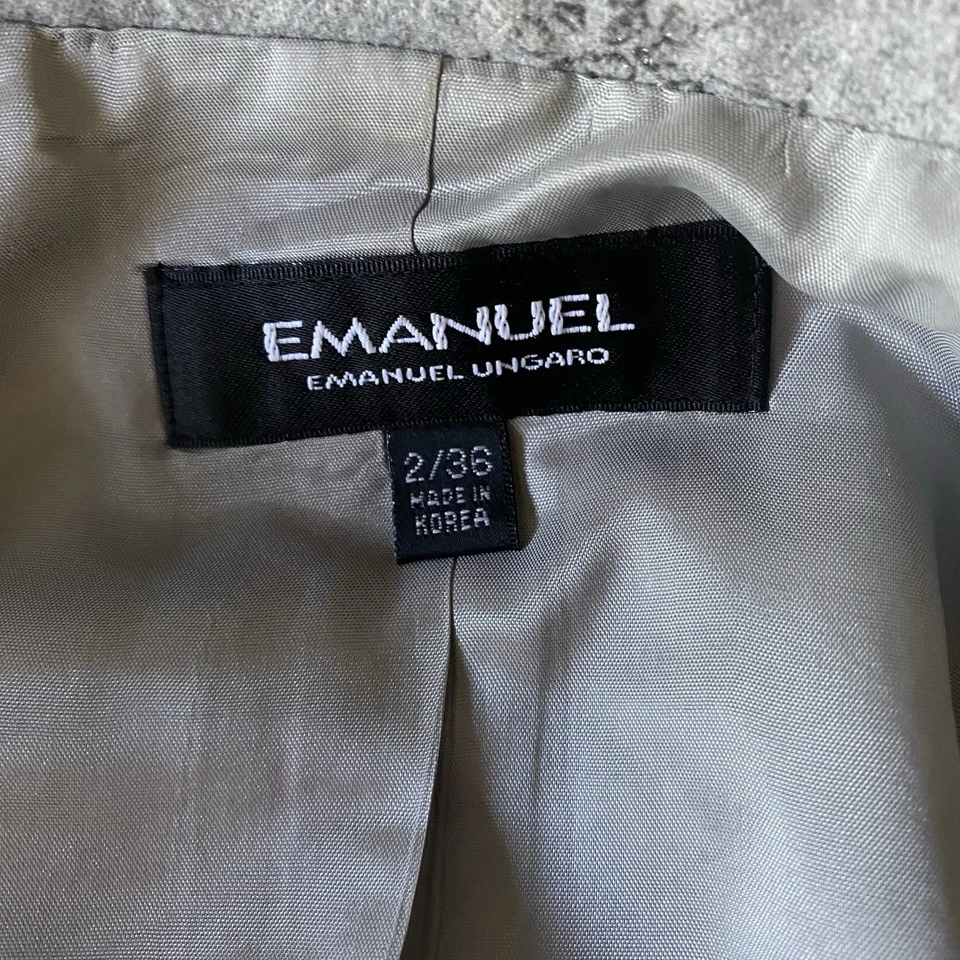 EMANUEL
EMANUEL UNGARO
2/36
MADE IN
KOREA